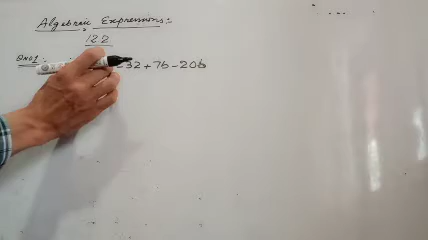 Algebraic Expressions:-
12.2
QNO1:- -32 + 7b - 20b